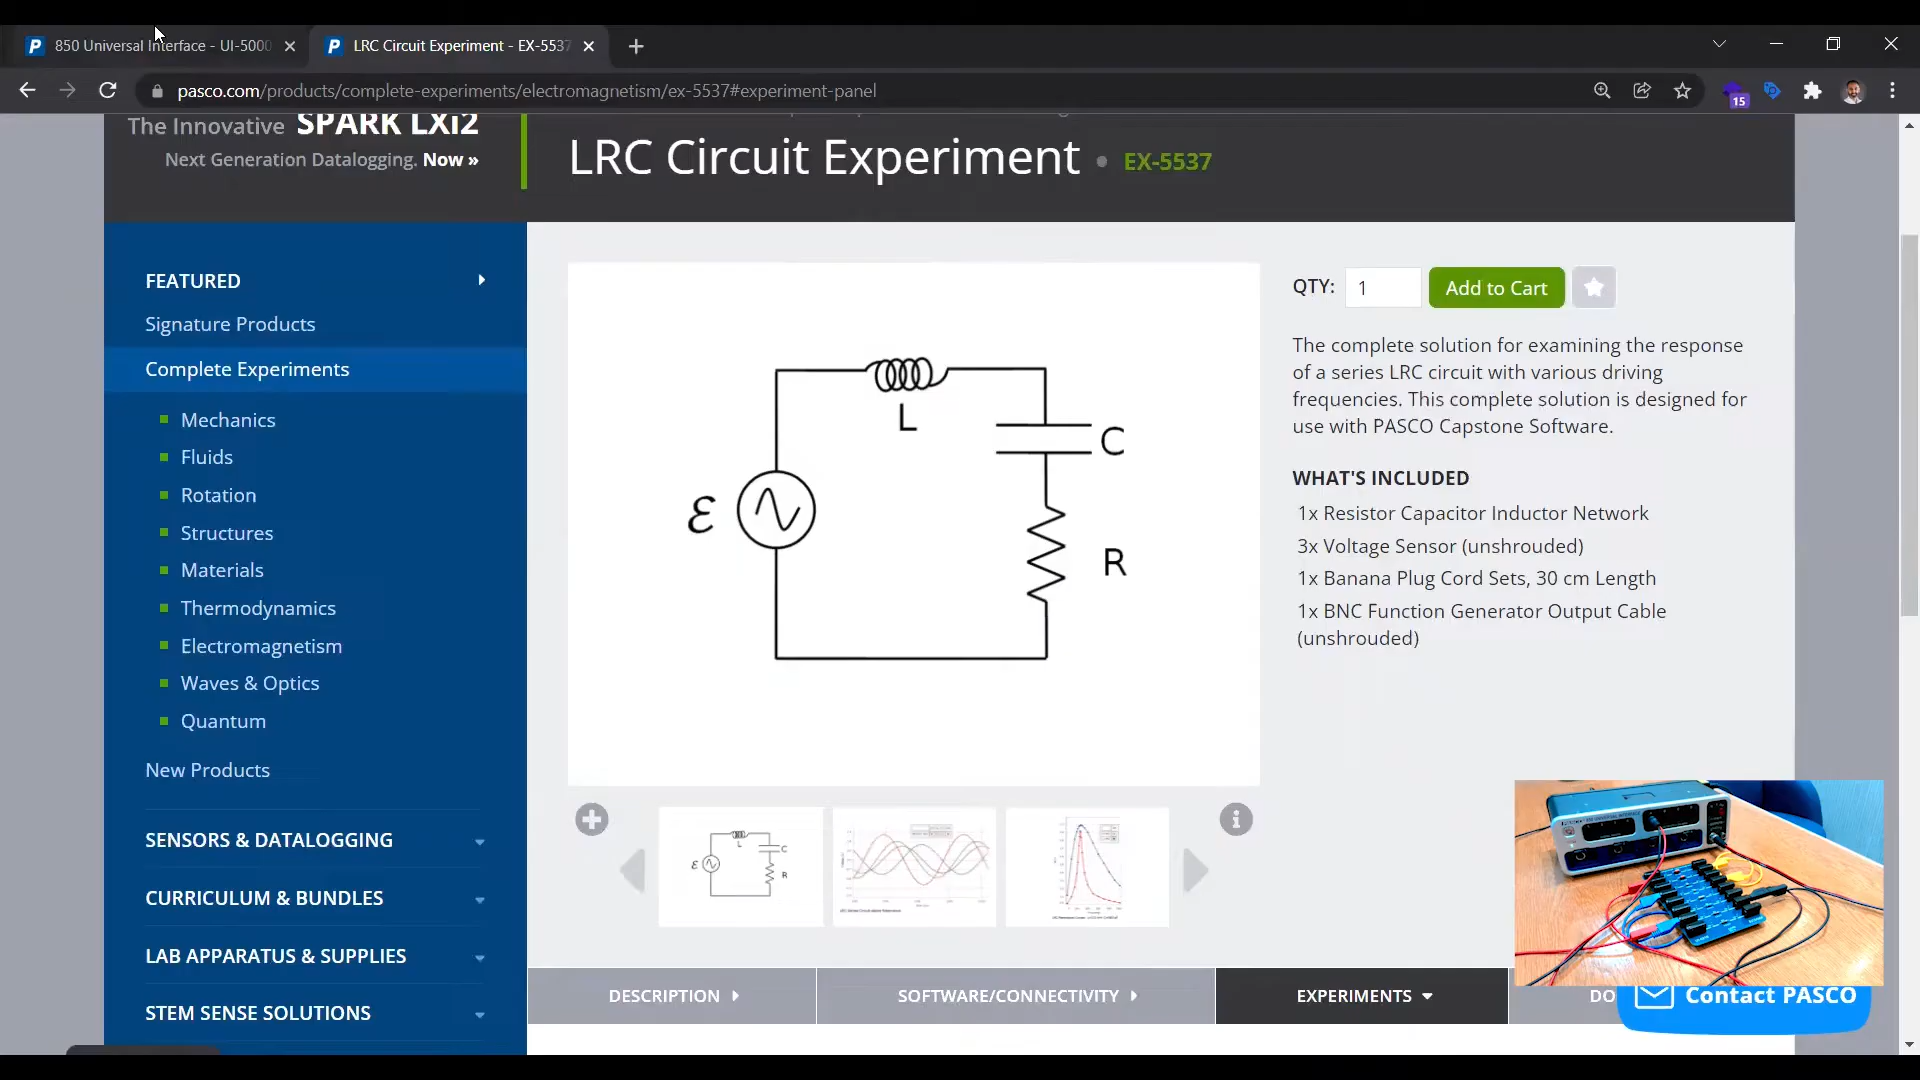 850 Universal Interface - UI-5000
LRC Circuit Experiment - EX-5537
pasco.com/products/complete-experiments/electromagnetism/ex-5537#experiment-panel
15
The Innovative SPARK LXi2
Next Generation Datalogging. Now »
LRC Circuit Experiment • EX-5537
FEATURED
Signature Products
Complete Experiments
Mechanics
Fluids
Rotation
Structures
Materials
Thermodynamics
Electromagnetism
Waves & Optics
Quantum
New Products
SENSORS & DATALOGGING
CURRICULUM & BUNDLES
LAB APPARATUS & SUPPLIES
STEM SENSE SOLUTIONS
L
C
ε
R
QTY: 1 Add to Cart
The complete solution for examining the response
of a series LRC circuit with various driving
frequencies. This complete solution is designed for
use with PASCO Capstone Software.
WHAT'S INCLUDED
1x Resistor Capacitor Inductor Network
3x Voltage Sensor (unshrouded)
1x Banana Plug Cord Sets, 30 cm Length
1x BNC Function Generator Output Cable
(unshrouded)
L
C
ε
R
DESCRIPTION
SOFTWARE/CONNECTIVITY
EXPERIMENTS
DO
Contact PASCO